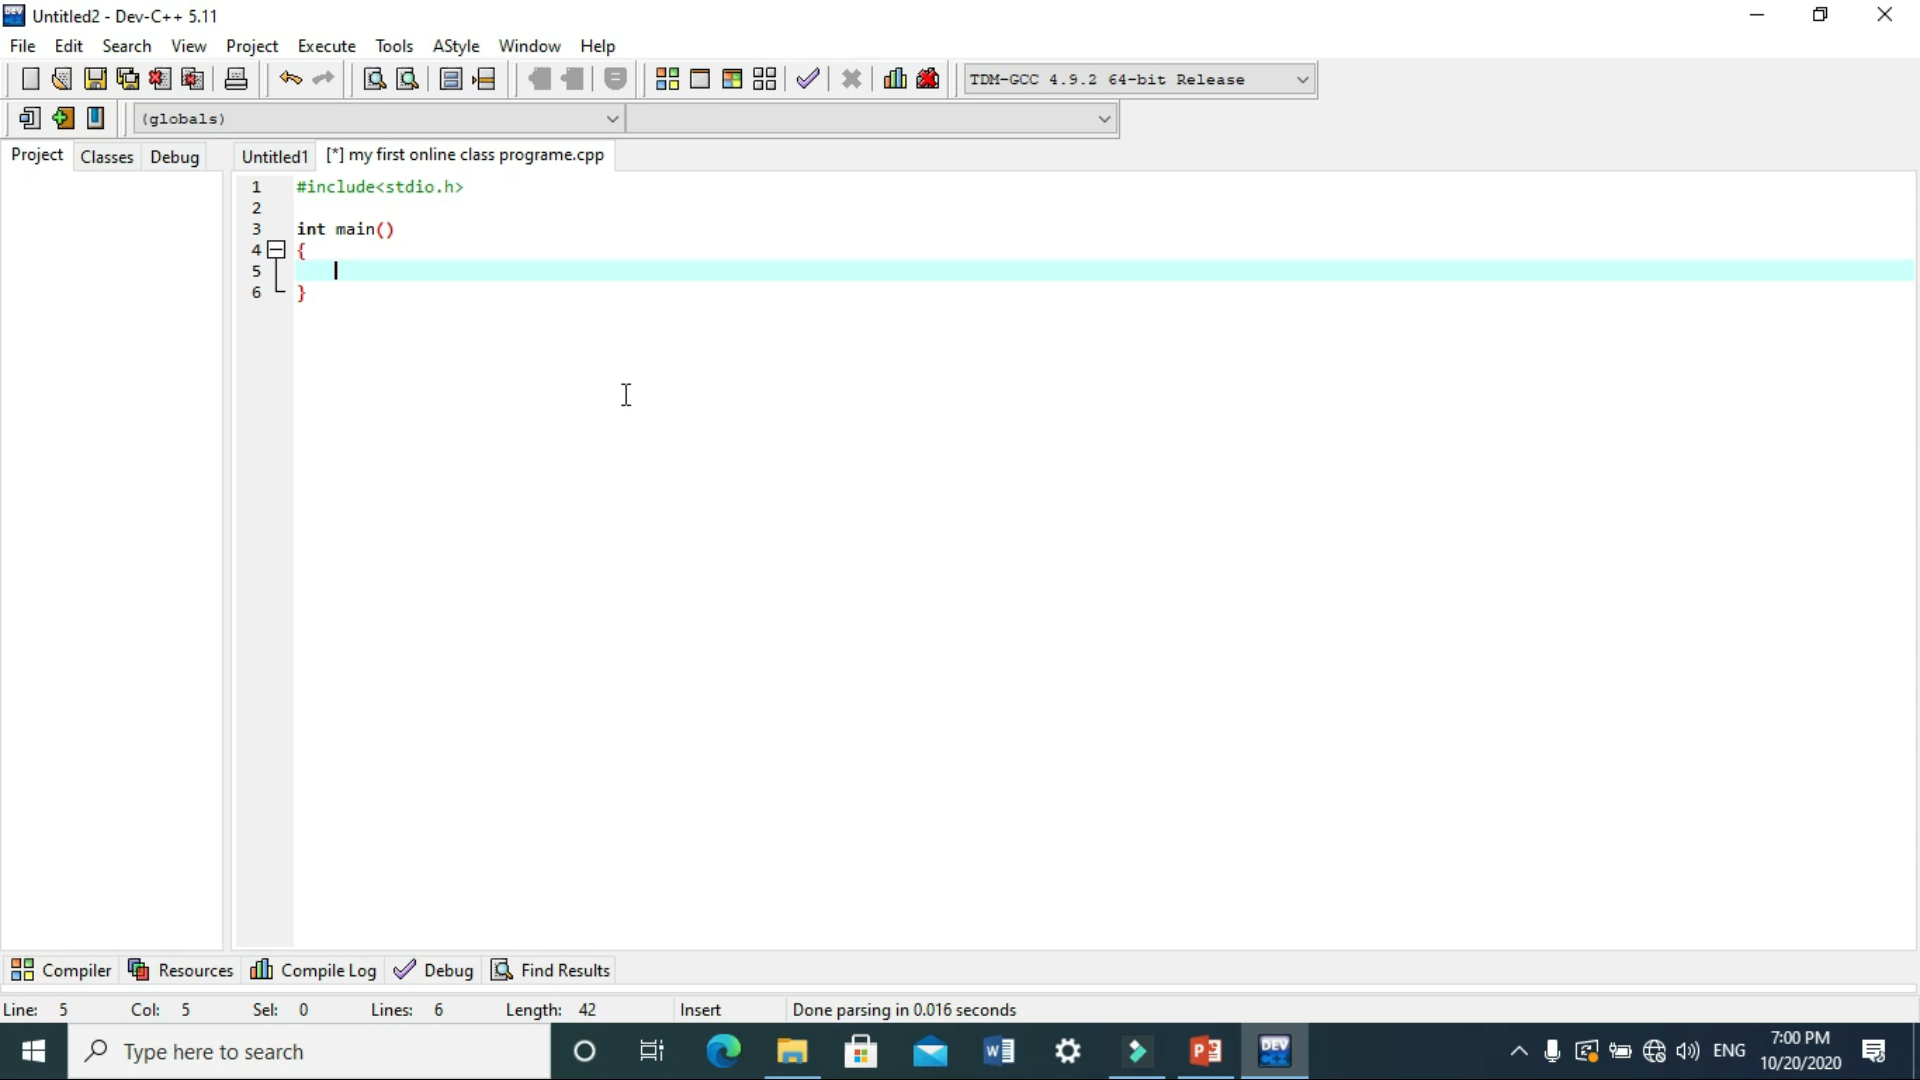 Untitled2 - Dev-C++ 5.11
File Edit Search View Project Execute Tools AStyle Window Help
TDM-GCC 4.9.2 64-bit Release
(globals)
Project Classes Debug Untitled1 [*] my first online class programe.cpp
1 #include<stdio.h>
2
3 int main()
4 {
5
6 }
Compiler Resources Compile Log Debug Find Results
Line: 5 Col: 5 Sel: 0 Lines: 6 Length: 42 Insert Done parsing in 0.016 seconds
Type here to search ENG 7:00 PM
10/20/2020